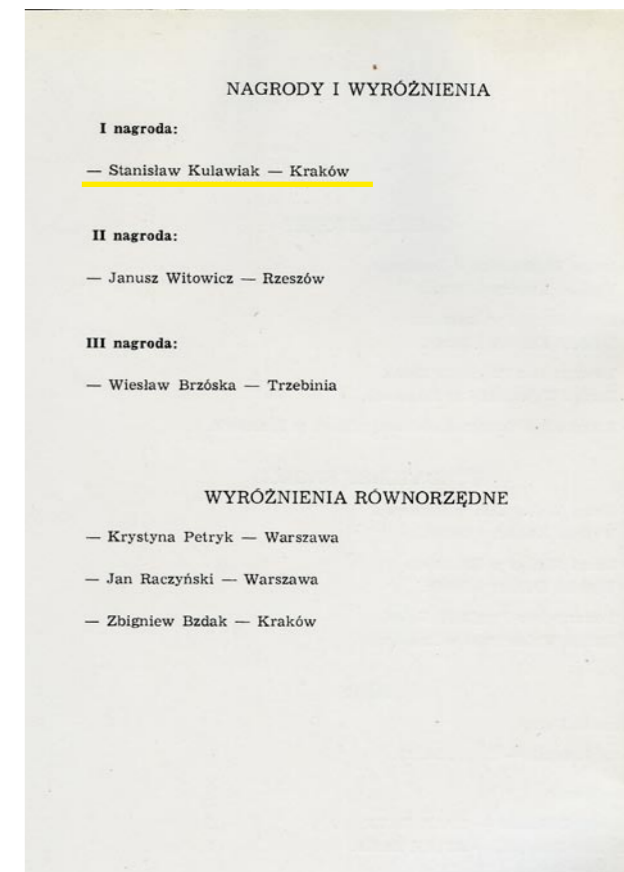 NAGRODY I WYRÓŻNIENIA
I nagroda:
— Stanisław Kulawiak — Kraków
II nagroda:
— Janusz Witowicz — Rzeszów
III nagroda:
— Wiesław Brzóska — Trzebinia
WYRÓŻNIENIA RÓWNORZĘDNE
— Krystyna Petryk — Warszawa
— Jan Raczyński — Warszawa
— Zbigniew Bzdak — Kraków